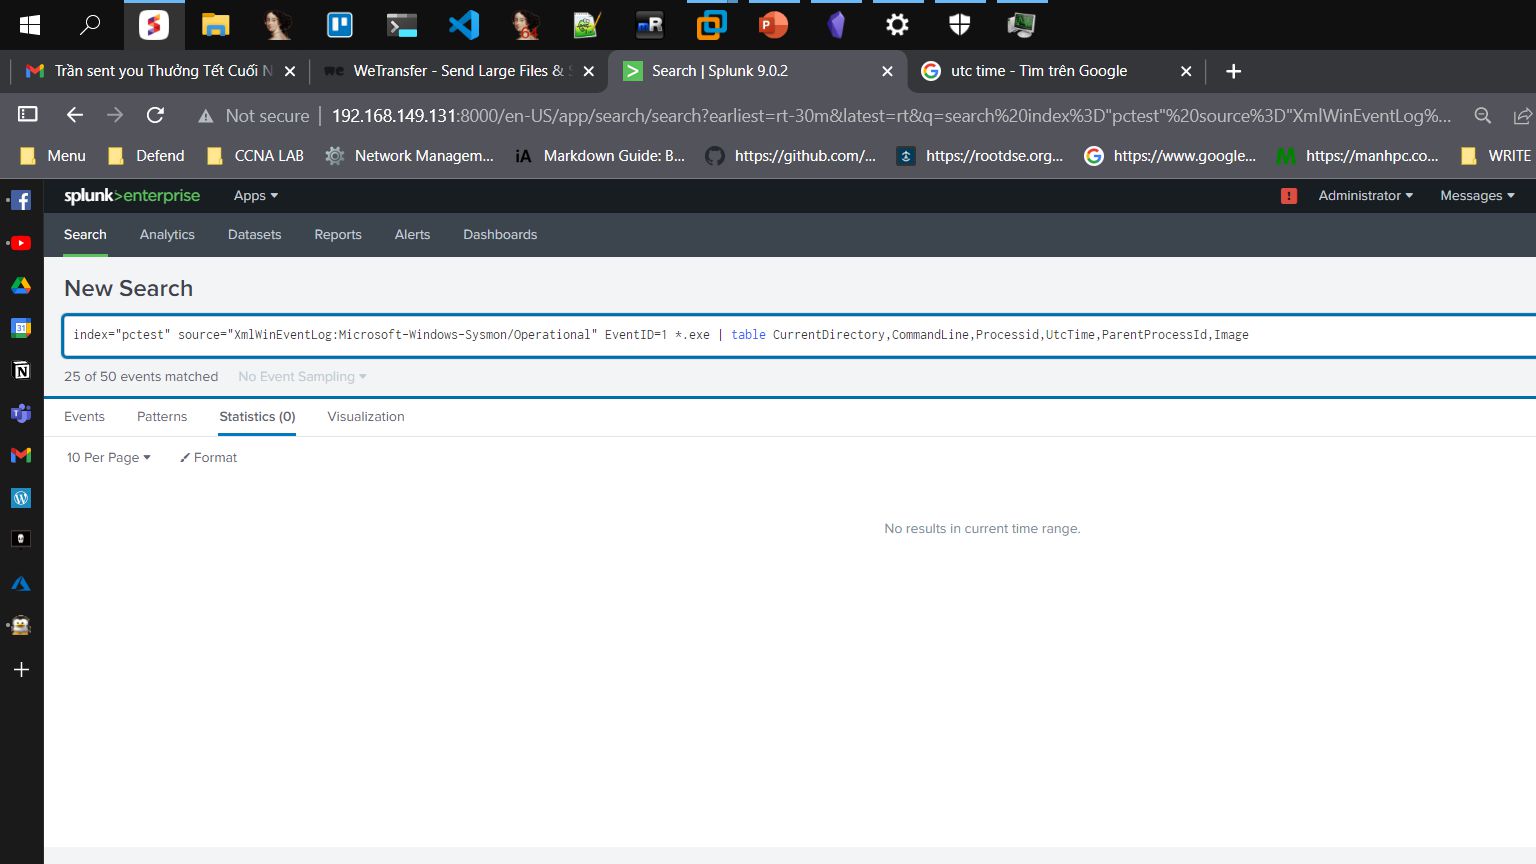 Trần sent you Thưởng Tết Cuối N
WeTransfer - Send Large Files & S
Search | Splunk 9.0.2
utc time - Tìm trên Google
Not secure
192.168.149.131:8000/en-US/app/search/search?earliest=rt-30m&latest=rt&q=search%20index%3D"pctest"%20source%3D"XmlWinEventLog%...
Menu
Defend
CCNA LAB
Network Managem...
iA
Markdown Guide: B...
https://github.com/...
https://rootdse.org...
https://www.google...
https://manhpc.co...
WRITE
splunk>enterprise
Apps
Administrator
Messages
Search
Analytics
Datasets
Reports
Alerts
Dashboards
New Search
index="pctest" source="XmlWinEventLog:Microsoft-Windows-Sysmon/Operational" EventID=1 *.exe | table CurrentDirectory,CommandLine,Processid,UtcTime,ParentProcessId,Image
25 of 50 events matched
No Event Sampling
Events
Patterns
Statistics (0)
Visualization
10 Per Page
Format
No results in current time range.